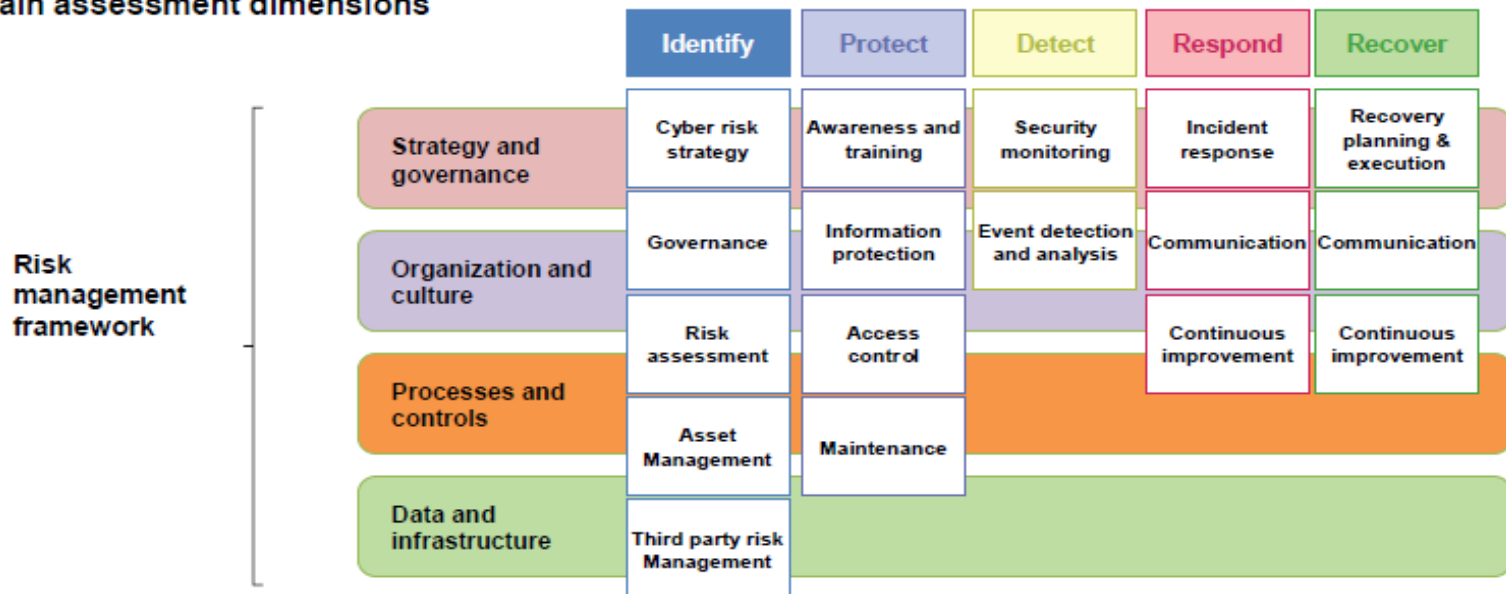 ain assessment dimensions
Identify
Protect
Detect
Respond
Recover
Risk
management
framework
Strategy and
governance
Organization and
culture
Processes and
controls
Data and
infrastructure
Cyber risk
strategy
Governance
Risk
assessment
Asset
Management
Third party risk
Management
Awareness and
training
Information
protection
Access
control
Maintenance
Security
monitoring
Event detection
and analysis
Incident
response
Communication
Continuous
improvement
Recovery
planning &
execution
Communication
Continuous
improvement